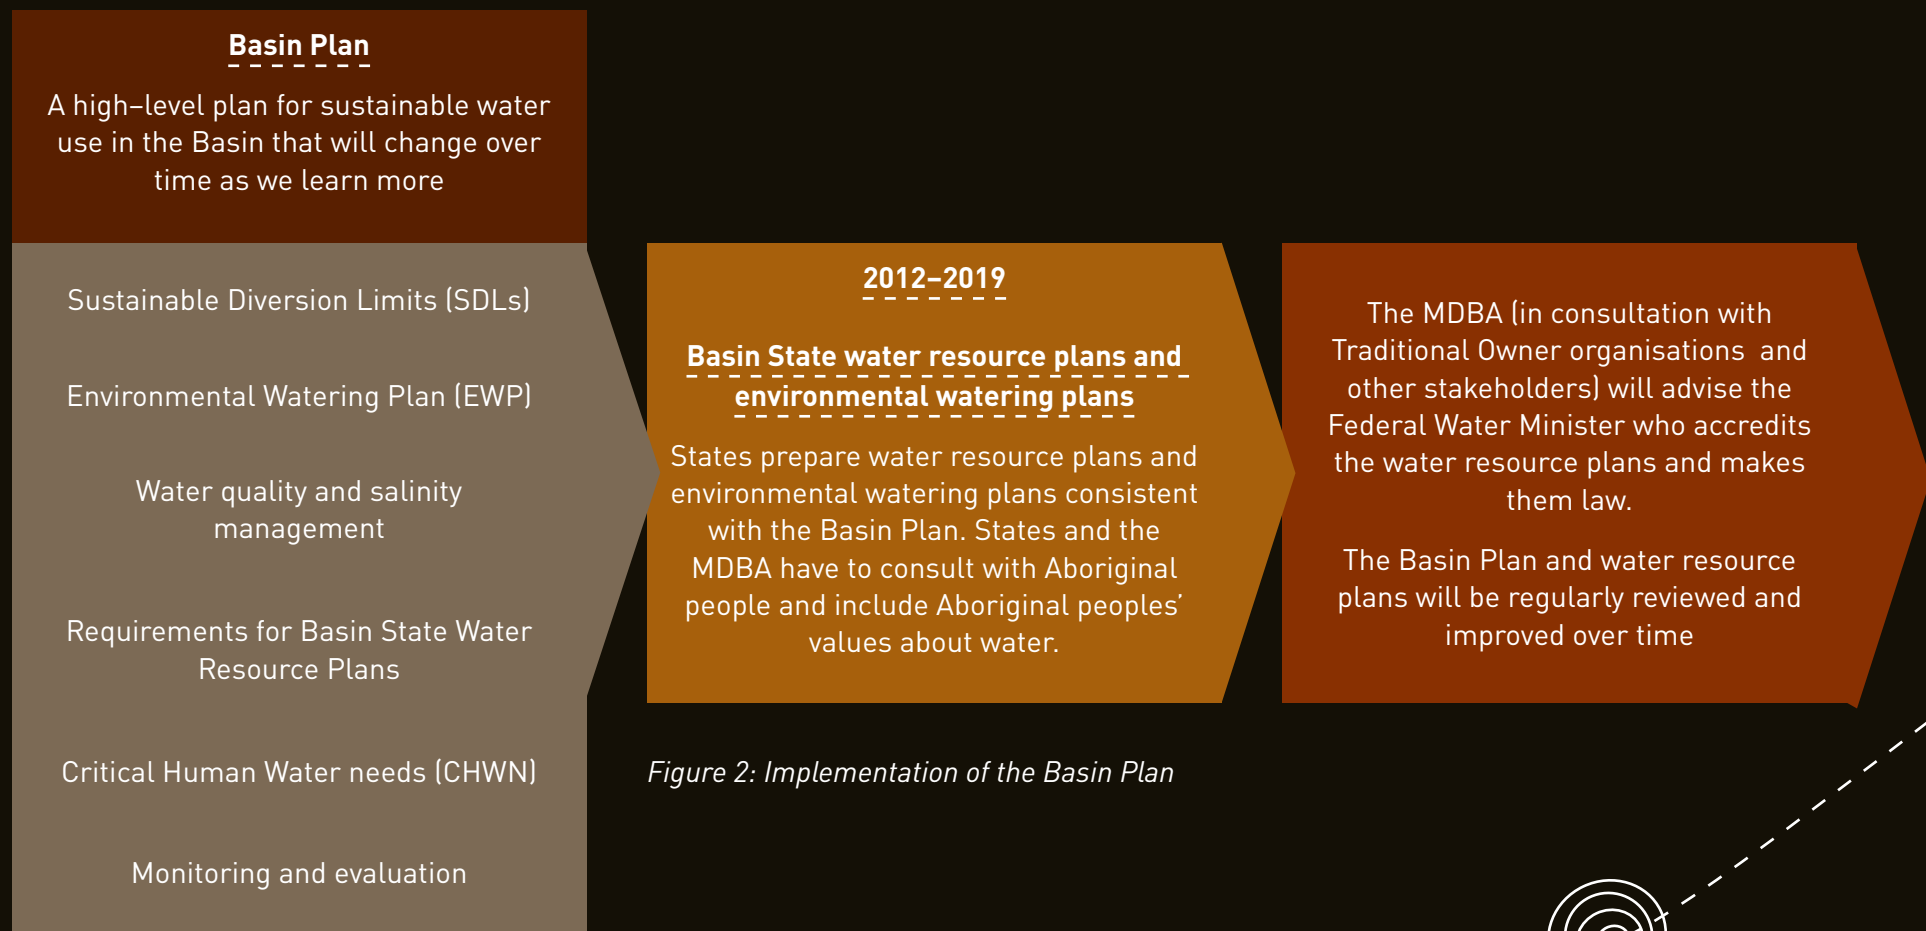 Basin Plan
A high–level plan for sustainable water
use in the Basin that will change over
time as we learn more
Sustainable Diversion Limits (SDLs)
Environmental Watering Plan (EWP)
Water quality and salinity
management
Requirements for Basin State Water
Resource Plans
Critical Human Water needs (CHWN)
Monitoring and evaluation
2012–2019
Basin State water resource plans and
environmental watering plans
States prepare water resource plans and
environmental watering plans consistent
with the Basin Plan. States and the
MDBA have to consult with Aboriginal
people and include Aboriginal peoples’
values about water.
The MDBA (in consultation with
Traditional Owner organisations and
other stakeholders) will advise the
Federal Water Minister who accredits
the water resource plans and makes
them law.
The Basin Plan and water resource
plans will be regularly reviewed and
improved over time
Figure 2: Implementation of the Basin Plan